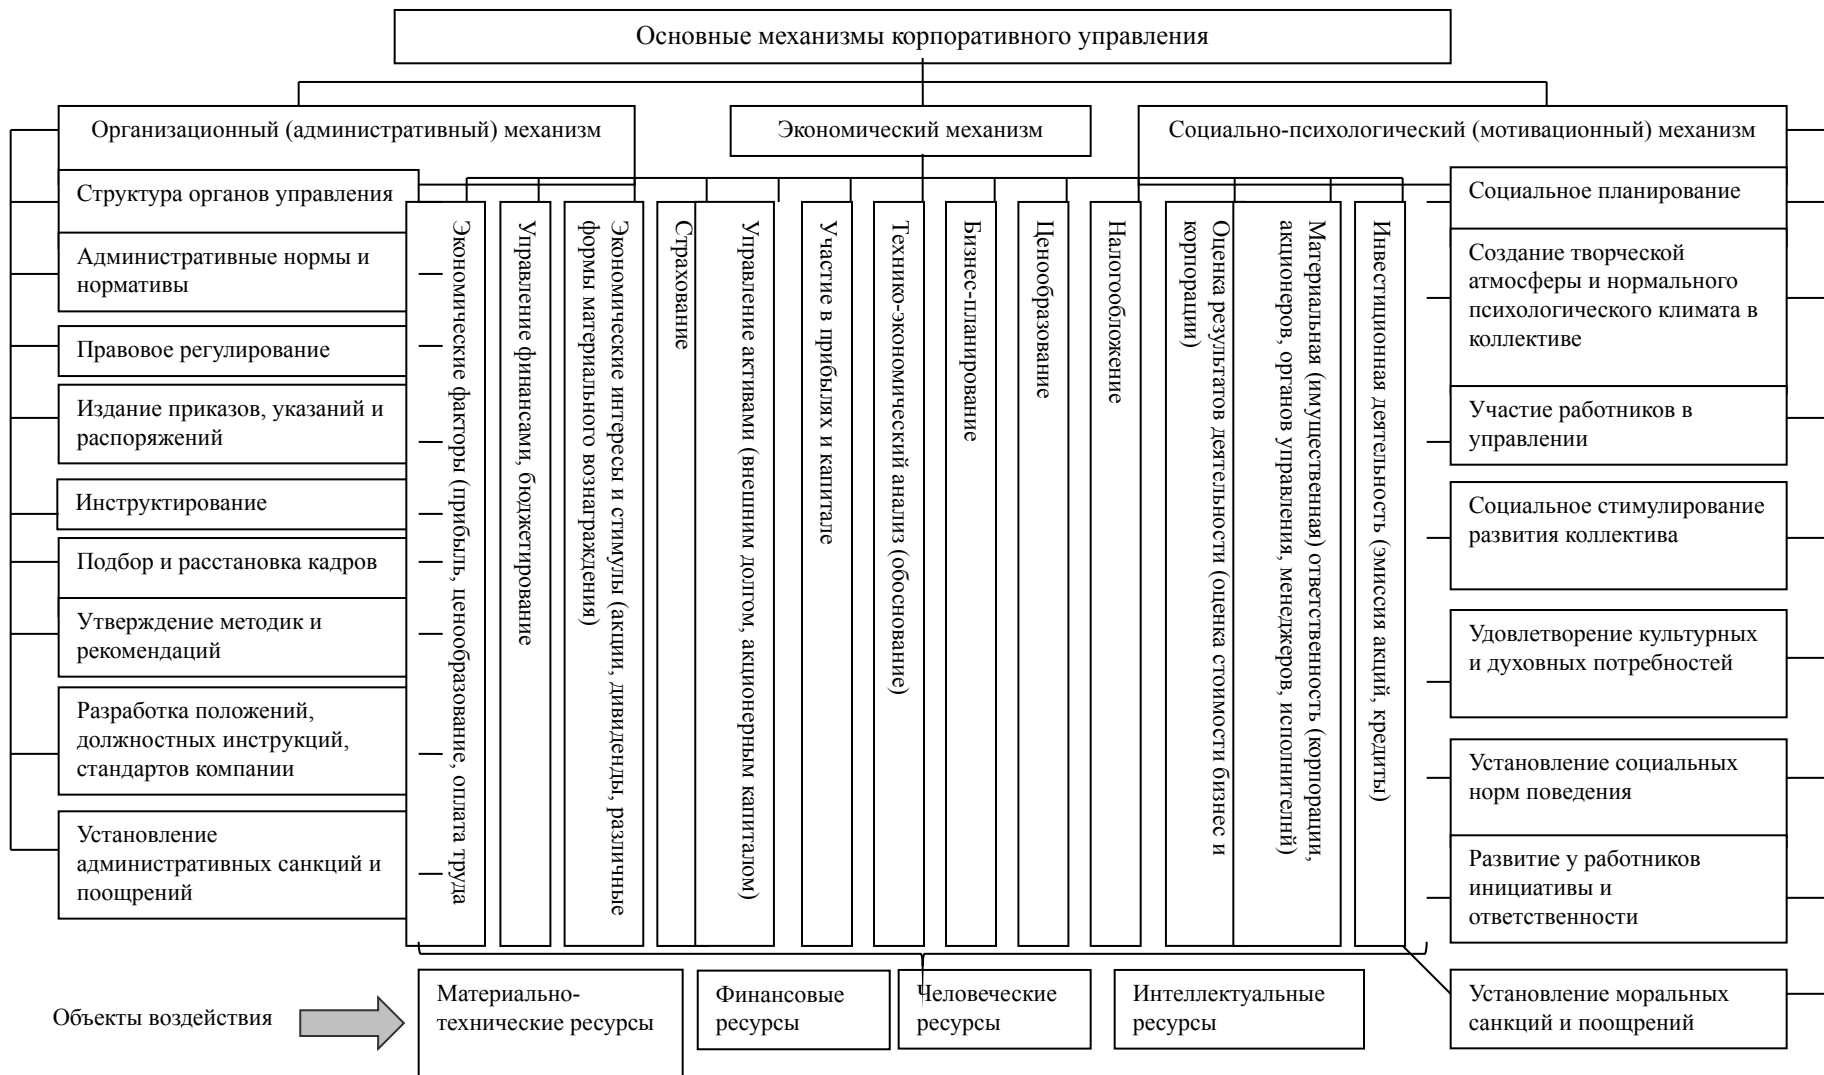 Основные механизмы корпоративного управления
Организационный (административный) механизм
Экономический механизм
Социально-психологический (мотивационный) механизм
Структура органов управления
Административные нормы и
нормативы
Правовое регулирование
Издание приказов, указаний и
распоряжений
Инструктирование
Подбор и расстановка кадров
Утверждение методик и
рекомендаций
Разработка положений,
должностных инструкций,
стандартов компании
Установление
административных санкций и
поощрений
Экономические факторы (прибыль, ценообразование, оплата труда
Управление финансами, бюджетирование
Экономические интересы и стимулы (акции, дивиденды, различные
формы материального вознаграждения)
Страхование
Управление активами (внешним долгом, акционерным капиталом)
Участие в прибылях и капитале
Технико-экономический анализ (обоснование)
Бизнес-планирование
Ценообразование
Налогообложение
Оценка результатов деятельности (оценка стоимости бизнес и
корпорации)
Материальная (имущественная) ответственность (корпорации,
акционеров, органов управления, менеджеров, исполнителнй)
Инвестиционная деятельность (эмиссия акций, кредиты)
Социальное планирование
Создание творческой
атмосферы и нормального
психологического климата в
коллективе
Участие работников в
управлении
Социальное стимулирование
развития коллектива
Удовлетворение культурных
и духовных потребностей
Установление социальных
норм поведения
Развитие у работников
инициативы и
ответственности
Установление моральных
санкций и поощрений
Объекты воздействия
Материально-
технические ресурсы
Финансовые
ресурсы
Человеческие
ресурсы
Интеллектуальные
ресурсы